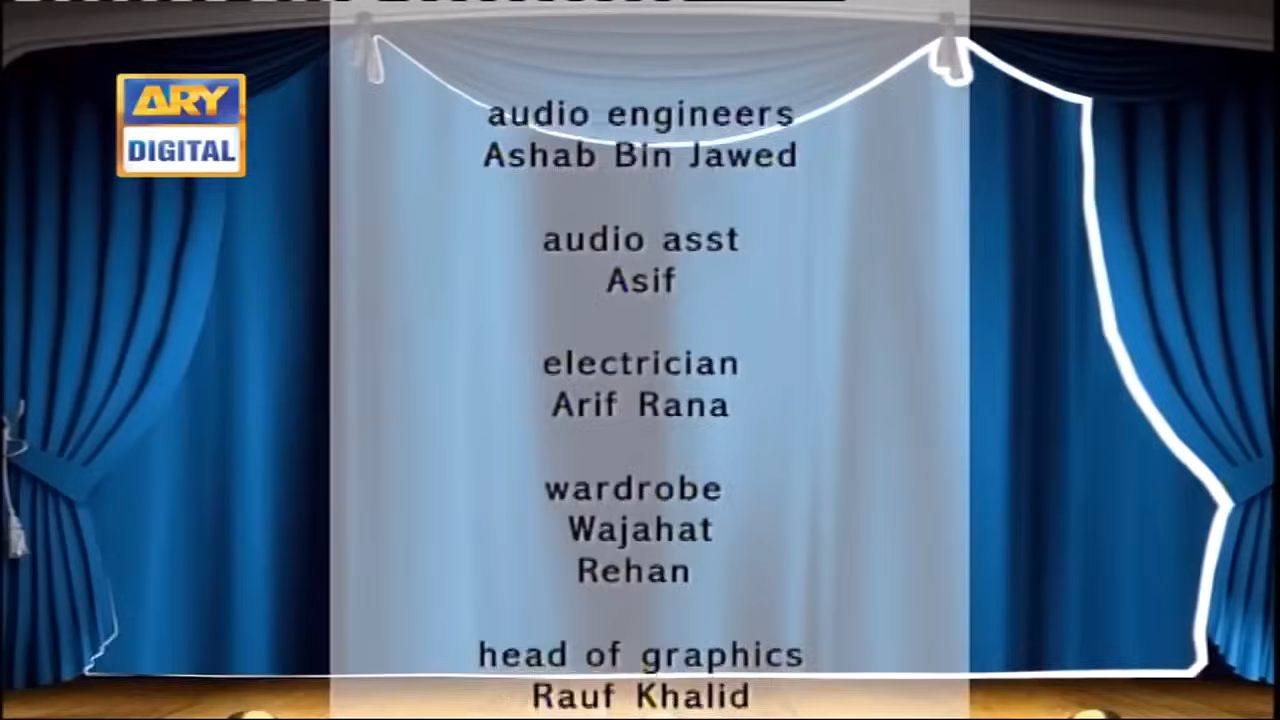 ARY
DIGITAL
audio engineers
Ashab Bin Jawed
audio asst
Asif
electrician
Arif Rana
wardrobe
Wajahat
Rehan
head of graphics
Rauf Khalid